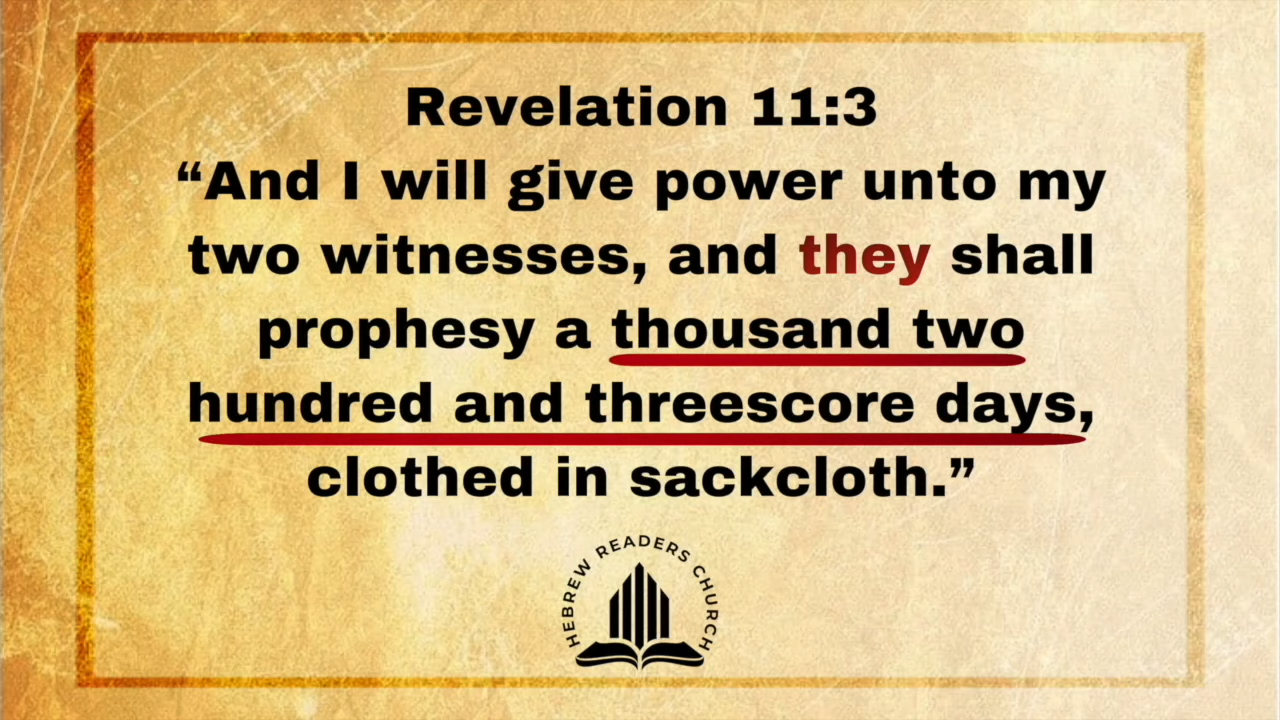 Revelation 11:3
“And I will give power unto my
two witnesses, and they shall
prophesy a thousand two
hundred and threescore days,
clothed in sackcloth.”
HEBREW READERS CHURCH